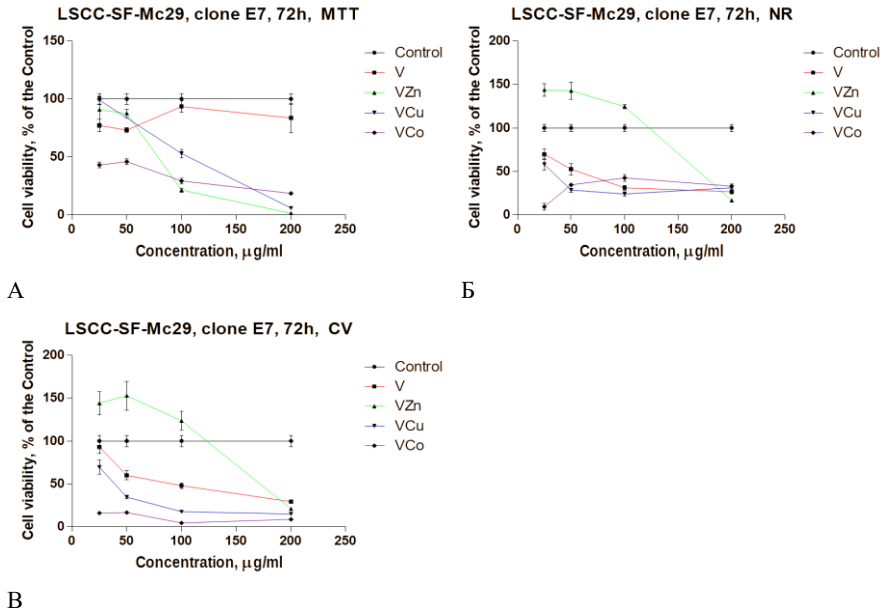 LSCC-SF-Mc29, clone E7, 72h, MTT
Cell viability, % of the Control
150
100
50
0
0 50 100 150 200 250
Concentration, μg/ml
Control
V
VZn
VCu
VCo
А
LSCC-SF-Mc29, clone E7, 72h, NR
Cell viability, % of the Control
200
150
100
50
0
0 50 100 150 200 250
Concentration, μg/ml
Control
V
VZn
VCu
VCo
Б
LSCC-SF-Mc29, clone E7, 72h, CV
Cell viability, % of the Control
200
150
100
50
0
0 50 100 150 200 250
Concentration, μg/ml
Control
V
VZn
VCu
VCo
В